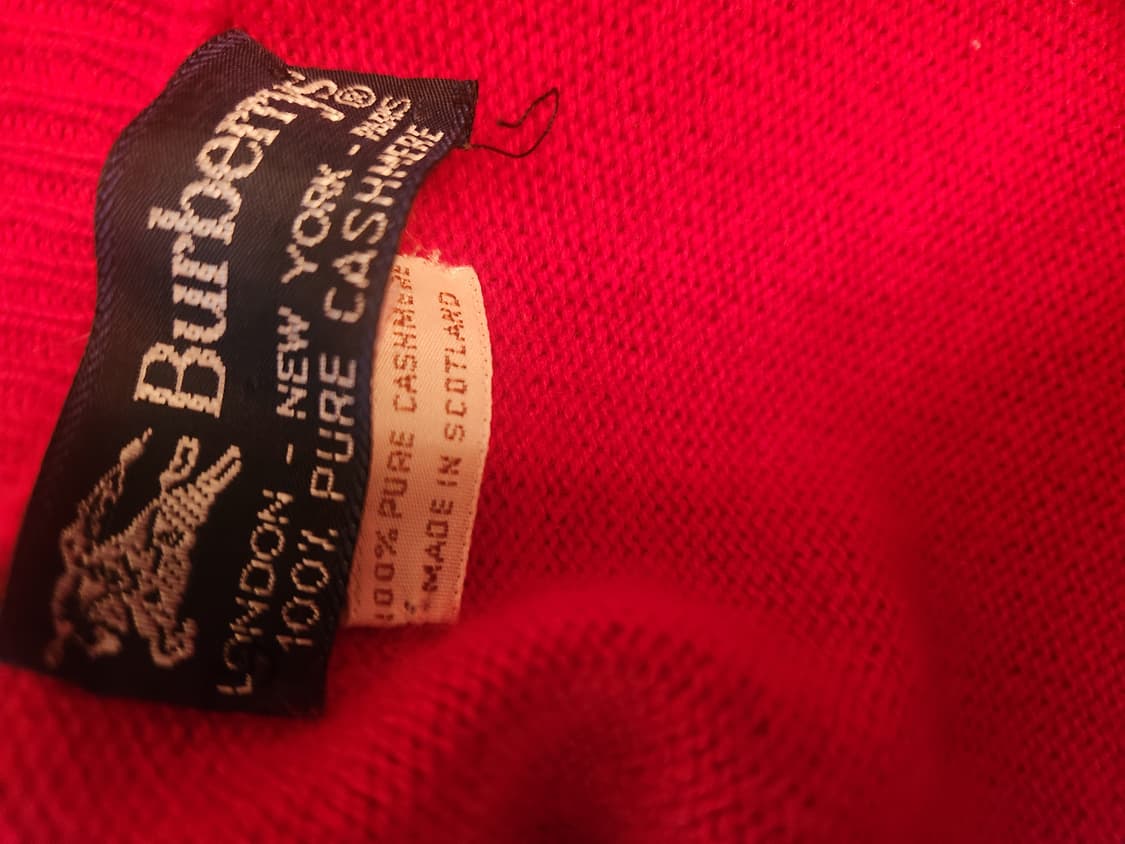 Burberrys®
LONDON - NEW YORK - PARIS
100% PURE CASHMERE
100% PURE CASHMERE
MADE IN SCOTLAND